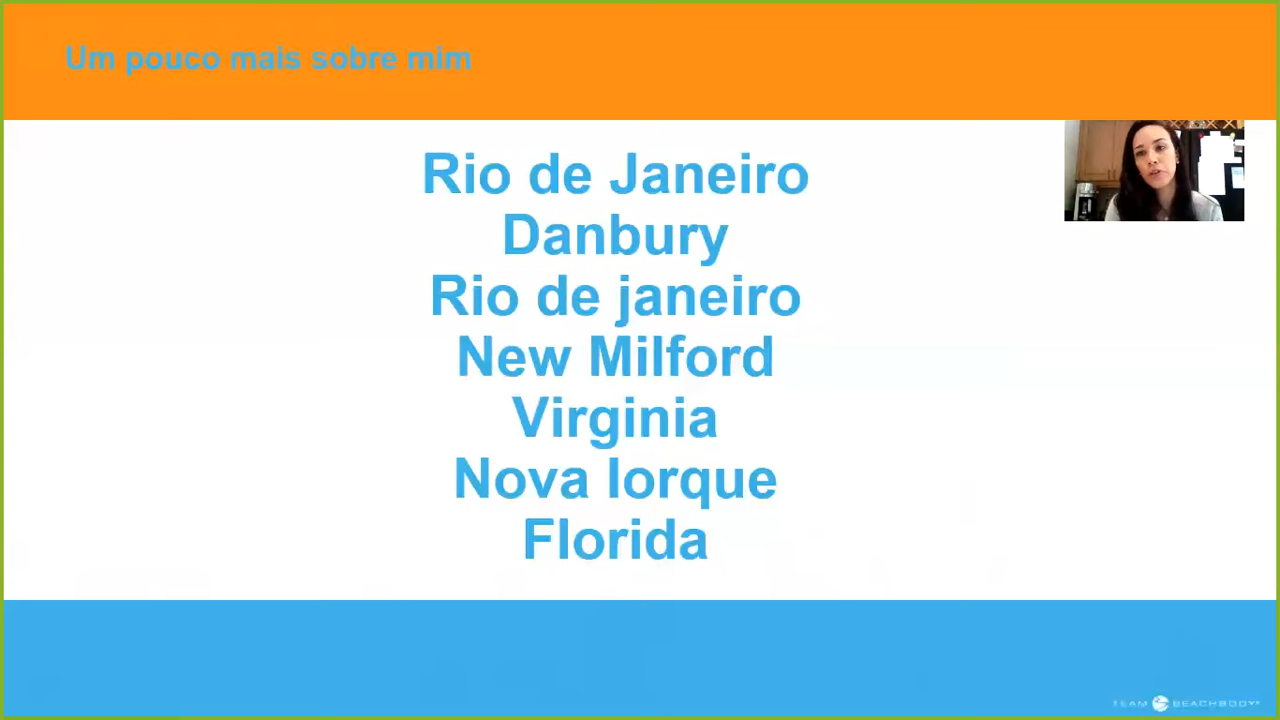 Um pouco mais sobre mim
Rio de Janeiro
Danbury
Rio de janeiro
New Milford
Virginia
Nova Iorque
Florida
TEAM BEACHBODY